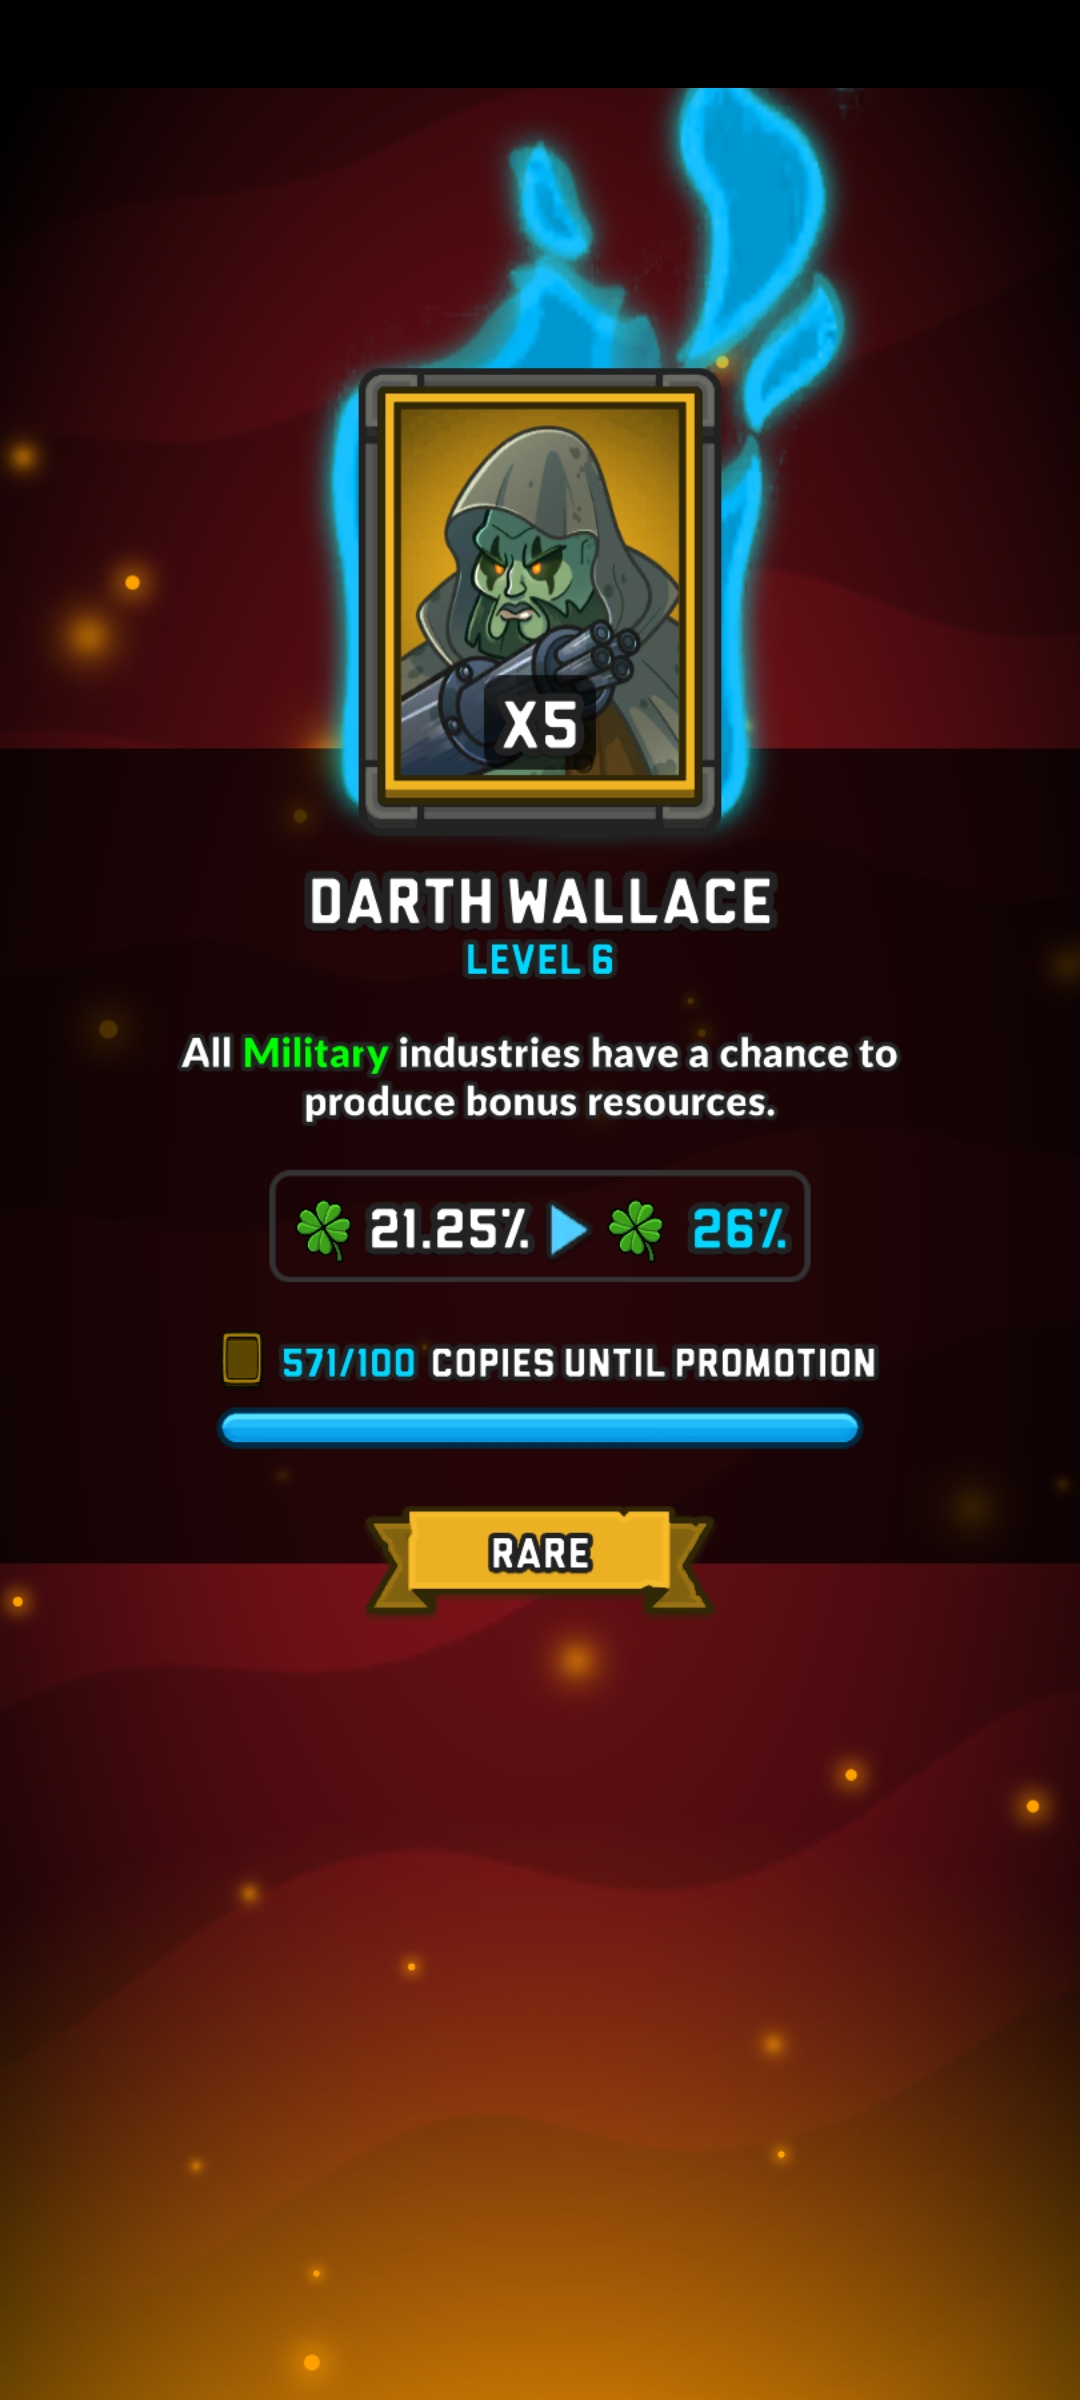 X5
DARTH WALLACE
LEVEL 6
All Military industries have a chance to
produce bonus resources.
21.25% 26%
571/100 COPIES UNTIL PROMOTION
RARE